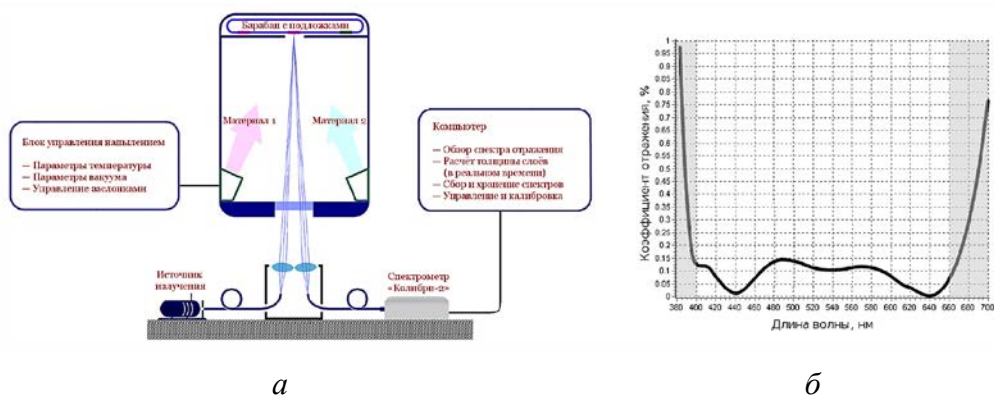 Барабан с подложками
Материал 1
Материал 2
Блок управления напылением
— Параметры температуры
— Параметры вакуума
— Управление заслонками
Компьютер
— Обзор спектра отражения
— Расчёт толщины слоёв
(в реальном времени)
— Сбор и хранение спектров
— Управление и калибровка
Источник
излучения
Спектрометр
«Колибри-2»
а
Коэффициент отражения, %
1
0.95
0.9
0.85
0.8
0.75
0.7
0.65
0.6
0.55
0.5
0.45
0.4
0.35
0.3
0.25
0.2
0.15
0.1
0.05
0
380 400 420 440 460 480 500 520 540 560 580 600 620 640 660 680 700
Длина волны, нм
б